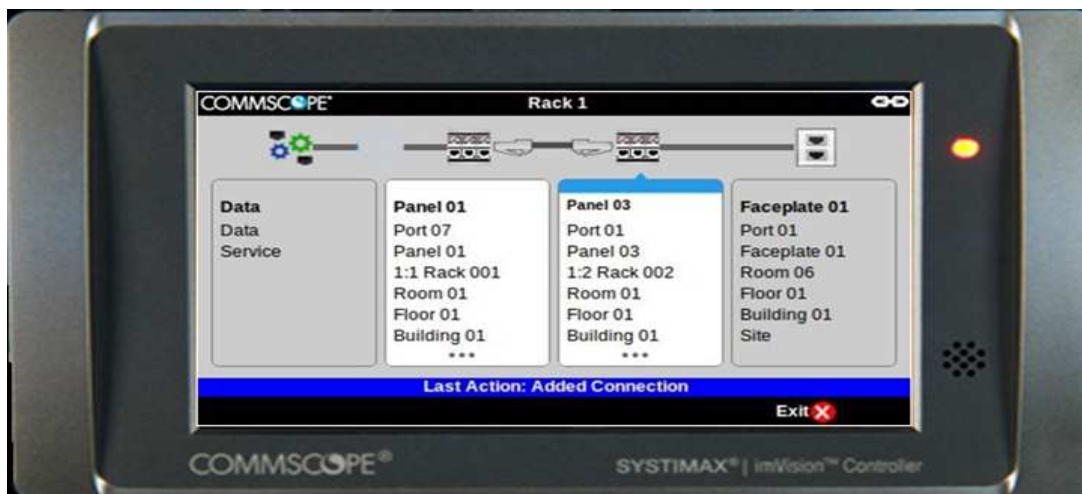 COMMSCOPE®
Rack 1
Data
Data
Service
Panel 01
Port 07
Panel 01
1:1 Rack 001
Room 01
Floor 01
Building 01
...
Panel 03
Port 01
Panel 03
1:2 Rack 002
Room 01
Floor 01
Building 01
...
Faceplate 01
Port 01
Faceplate 01
Room 06
Floor 01
Building 01
Site
Last Action: Added Connection
Exit
COMMSCOPE®
SYSTIMAX® | imVision™ Controller